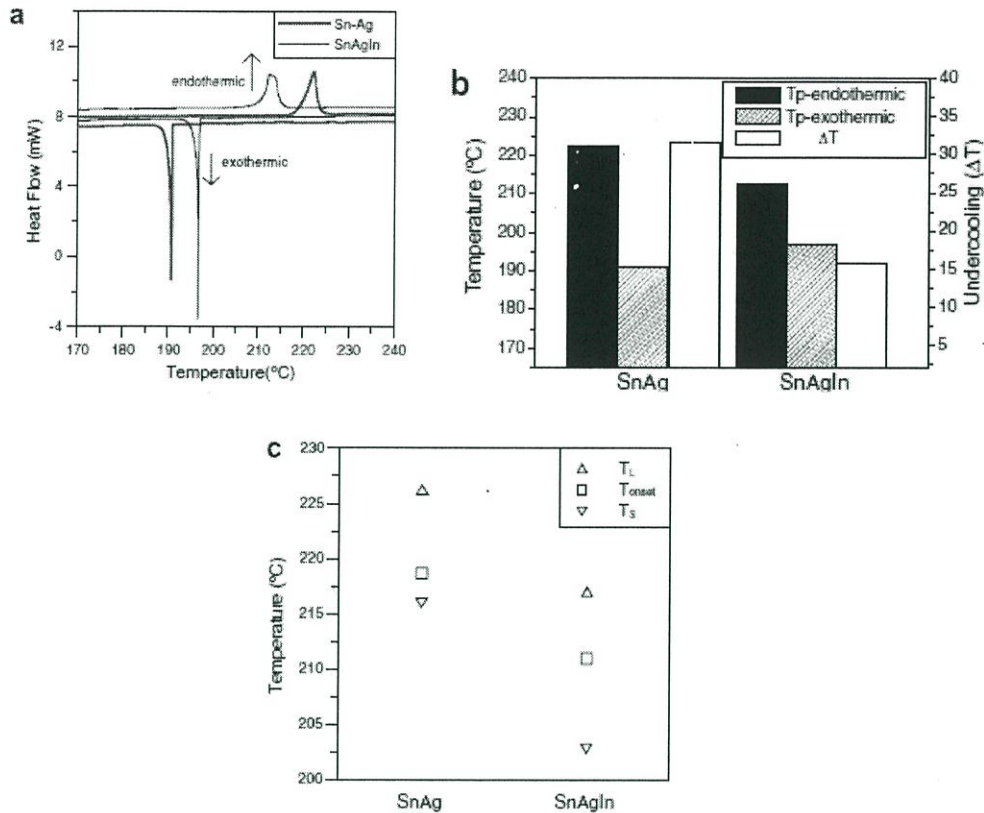 a
Sn-Ag
SnAgIn
endothermic
exothermic
12
8
4
0
-4
Heat Flow (mW)
170 180 190 200 210 220 230 240
Temperature(ºC)
b
Tp-endothermic
Tp-exothermic
ΔT
240
230
220
210
200
190
180
170
Temperature (ºC)
40
35
30
25
20
15
10
5
Undercooling (ΔT)
SnAg SnAgIn
c
TL
Tonset
Ts
230
225
220
215
210
205
200
Temperature (ºC)
SnAg SnAgIn